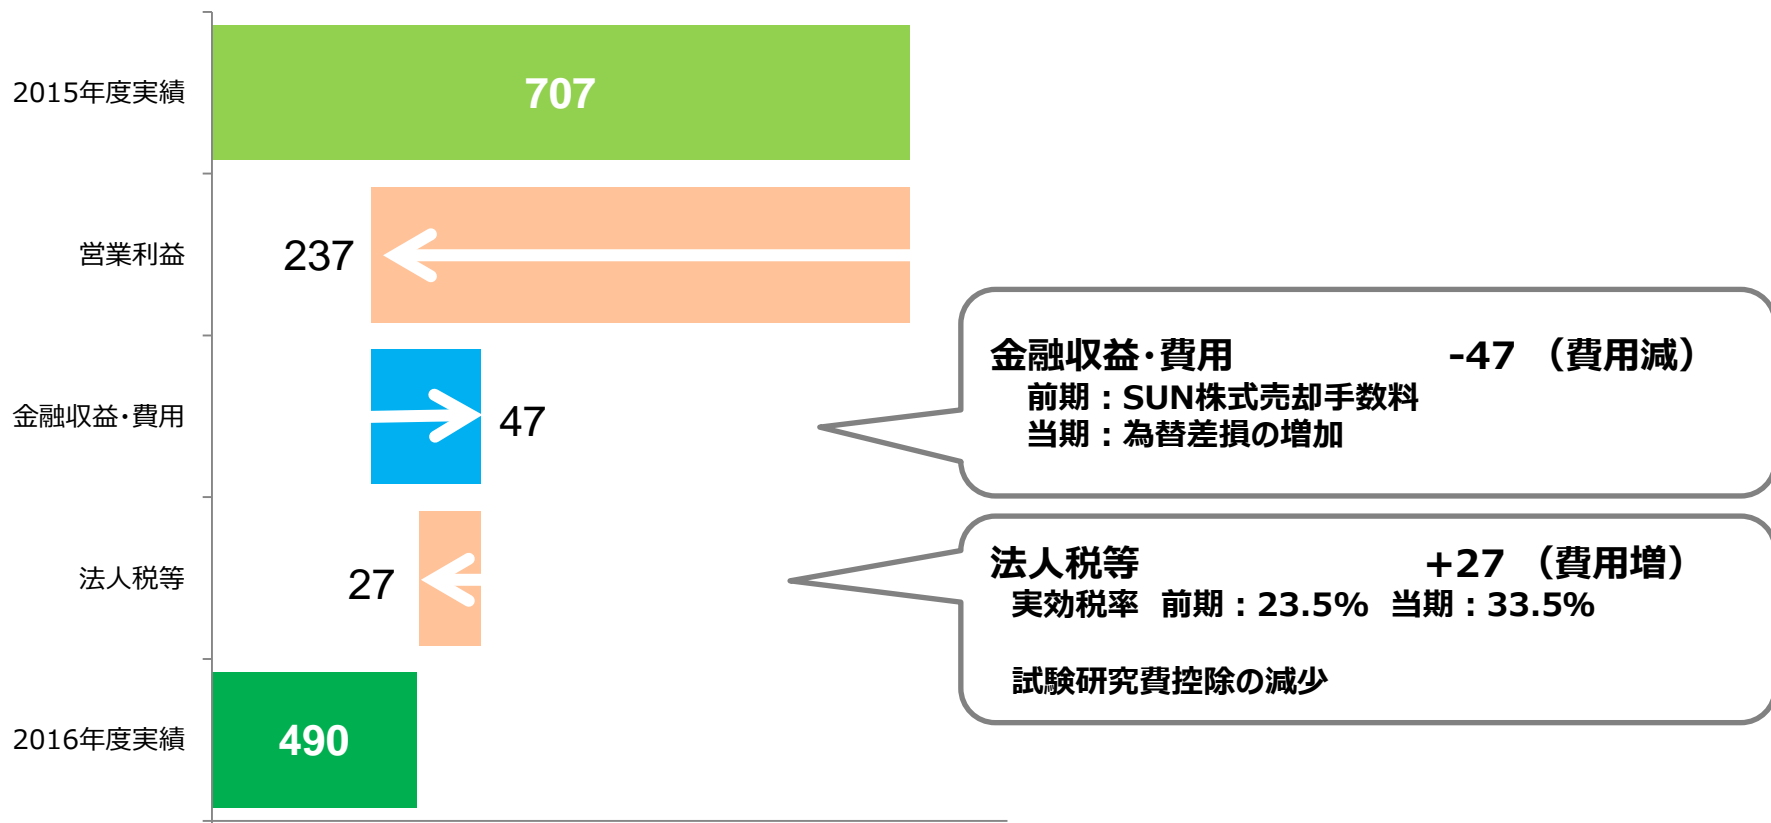 2015年度実績
707
営業利益
237
金融収益･費用
47
金融収益･費用 -47 （費用減）
前期：SUN株式売却手数料
当期：為替差損の増加
法人税等
27
法人税等 +27 （費用増）
実効税率 前期：23.5% 当期：33.5%
試験研究費控除の減少
2016年度実績
490